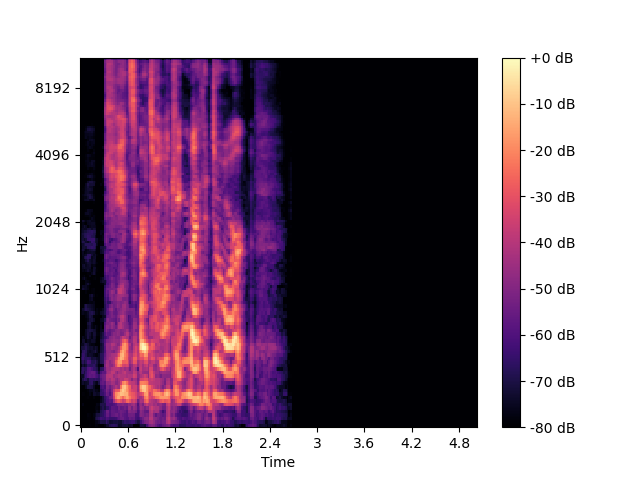 +0 dB
8192
-10 dB
4096
-20 dB
-30 dB
2048
-40 dB
Hz
1024
-50 dB
-60 dB
512
-70 dB
0
-80 dB
0 0.6 1.2 1.8 2.4 3 3.6 4.2 4.8
Time